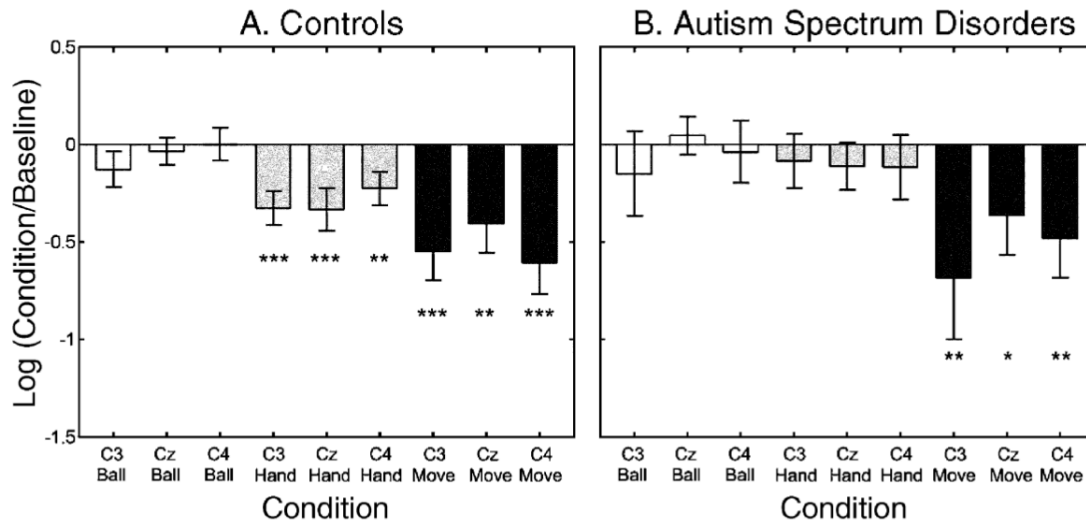 A. Controls
B. Autism Spectrum Disorders
Log (Condition/Baseline)
0.5
0
-0.5
-1
-1.5
*** *** ** *** ** ***
** * **
C3 Cz C4 C3 Cz C4 C3 Cz C4
Ball Ball Ball Hand Hand Hand Move Move Move
Condition
C3 Cz C4 C3 Cz C4 C3 Cz C4
Ball Ball Ball Hand Hand Hand Move Move Move
Condition